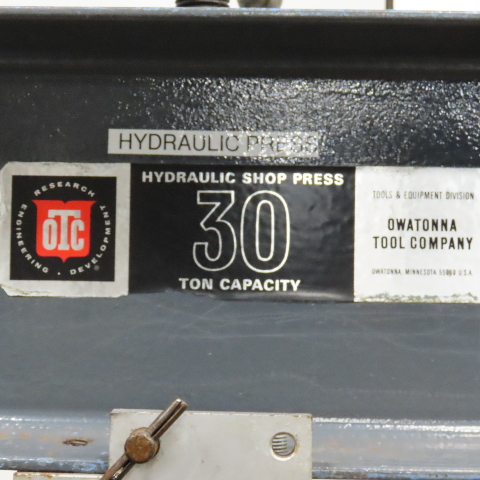 HYDRAULIC PRESS
RESEARCH
ENGINEERING • DEVELOPMENT
OTC
HYDRAULIC SHOP PRESS
30
TON CAPACITY
TOOLS & EQUIPMENT DIVISION
OWATONNA
TOOL COMPANY
OWATONNA, MINNESOTA 55060 U.S.A.